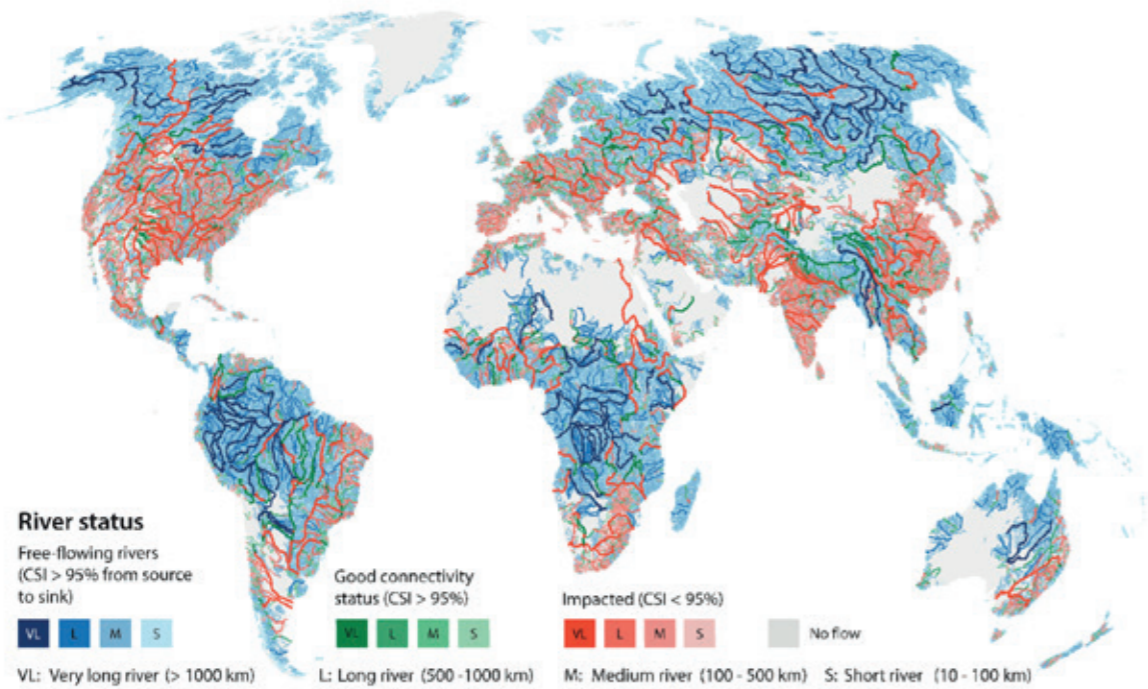 River status
Free-flowing rivers
(CSI > 95% from source
to sink)
VL L M S
Good connectivity
status (CSI > 95%)
VL L M S
Impacted (CSI < 95%)
VL L M S
No flow
VL: Very long river (> 1000 km) L: Long river (500 -1000 km) M: Medium river (100 - 500 km) S: Short river (10 - 100 km)